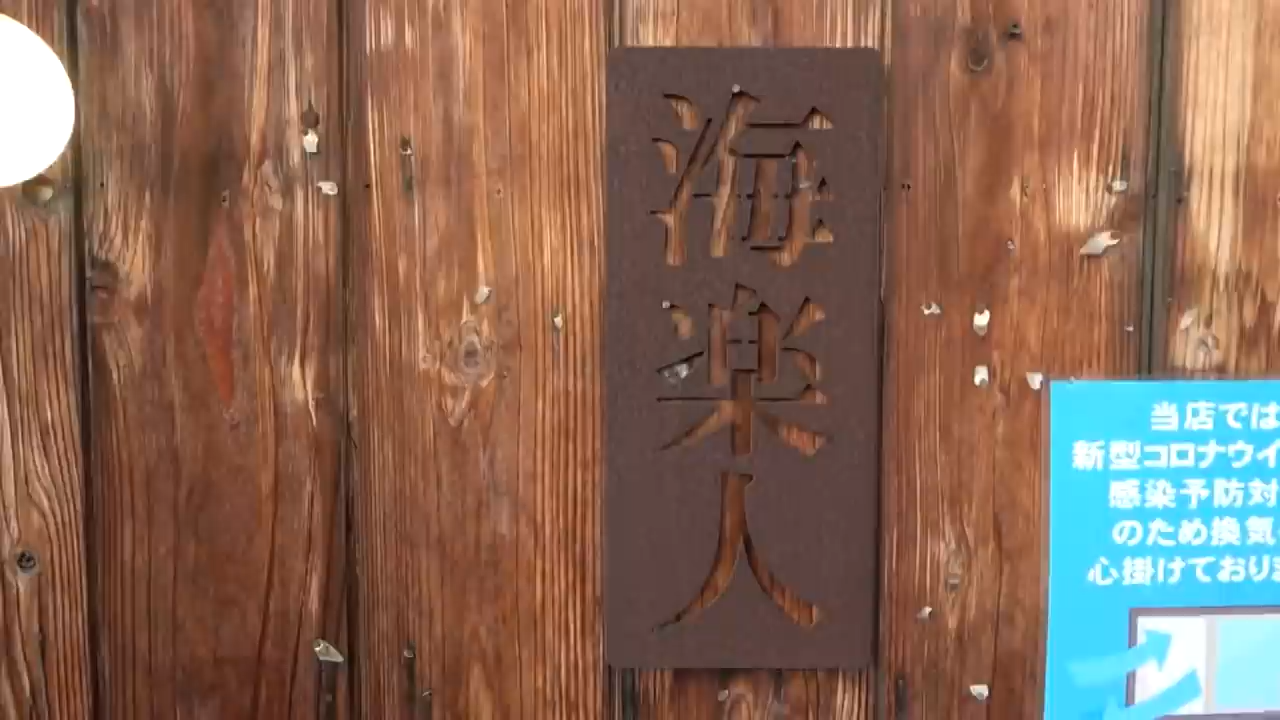 海楽人
当店では
新型コロナウイ
感染予防対
のため換気
心掛けており